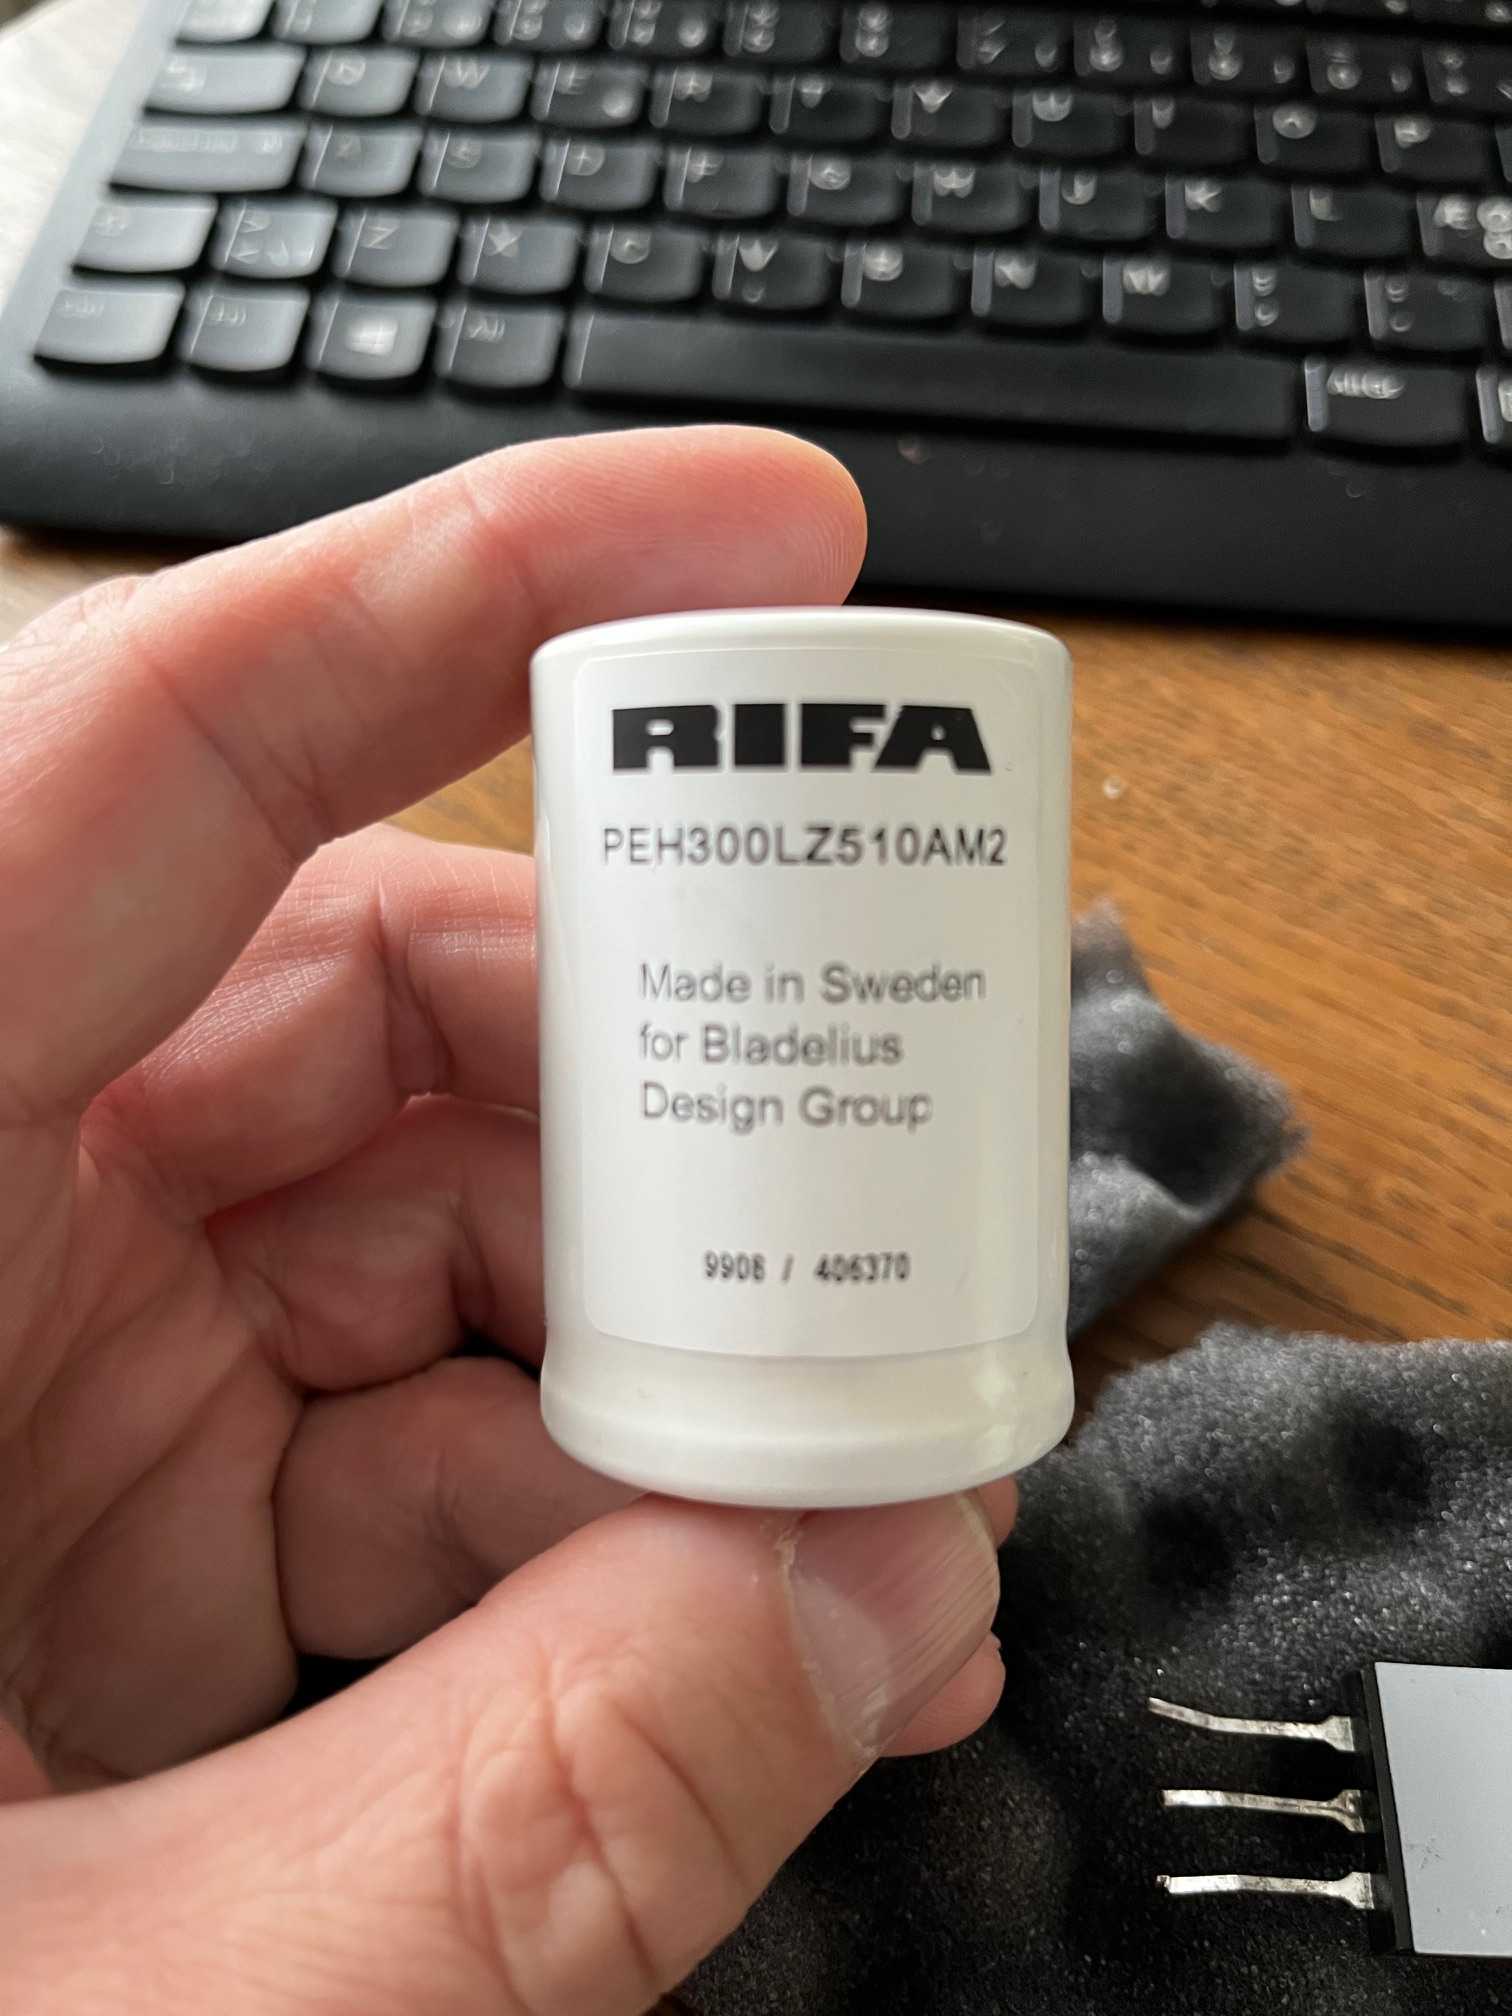 RIFA
PEH300LZ510AM2
Made in Sweden
for Bladelius
Design Group
9908 / 406370